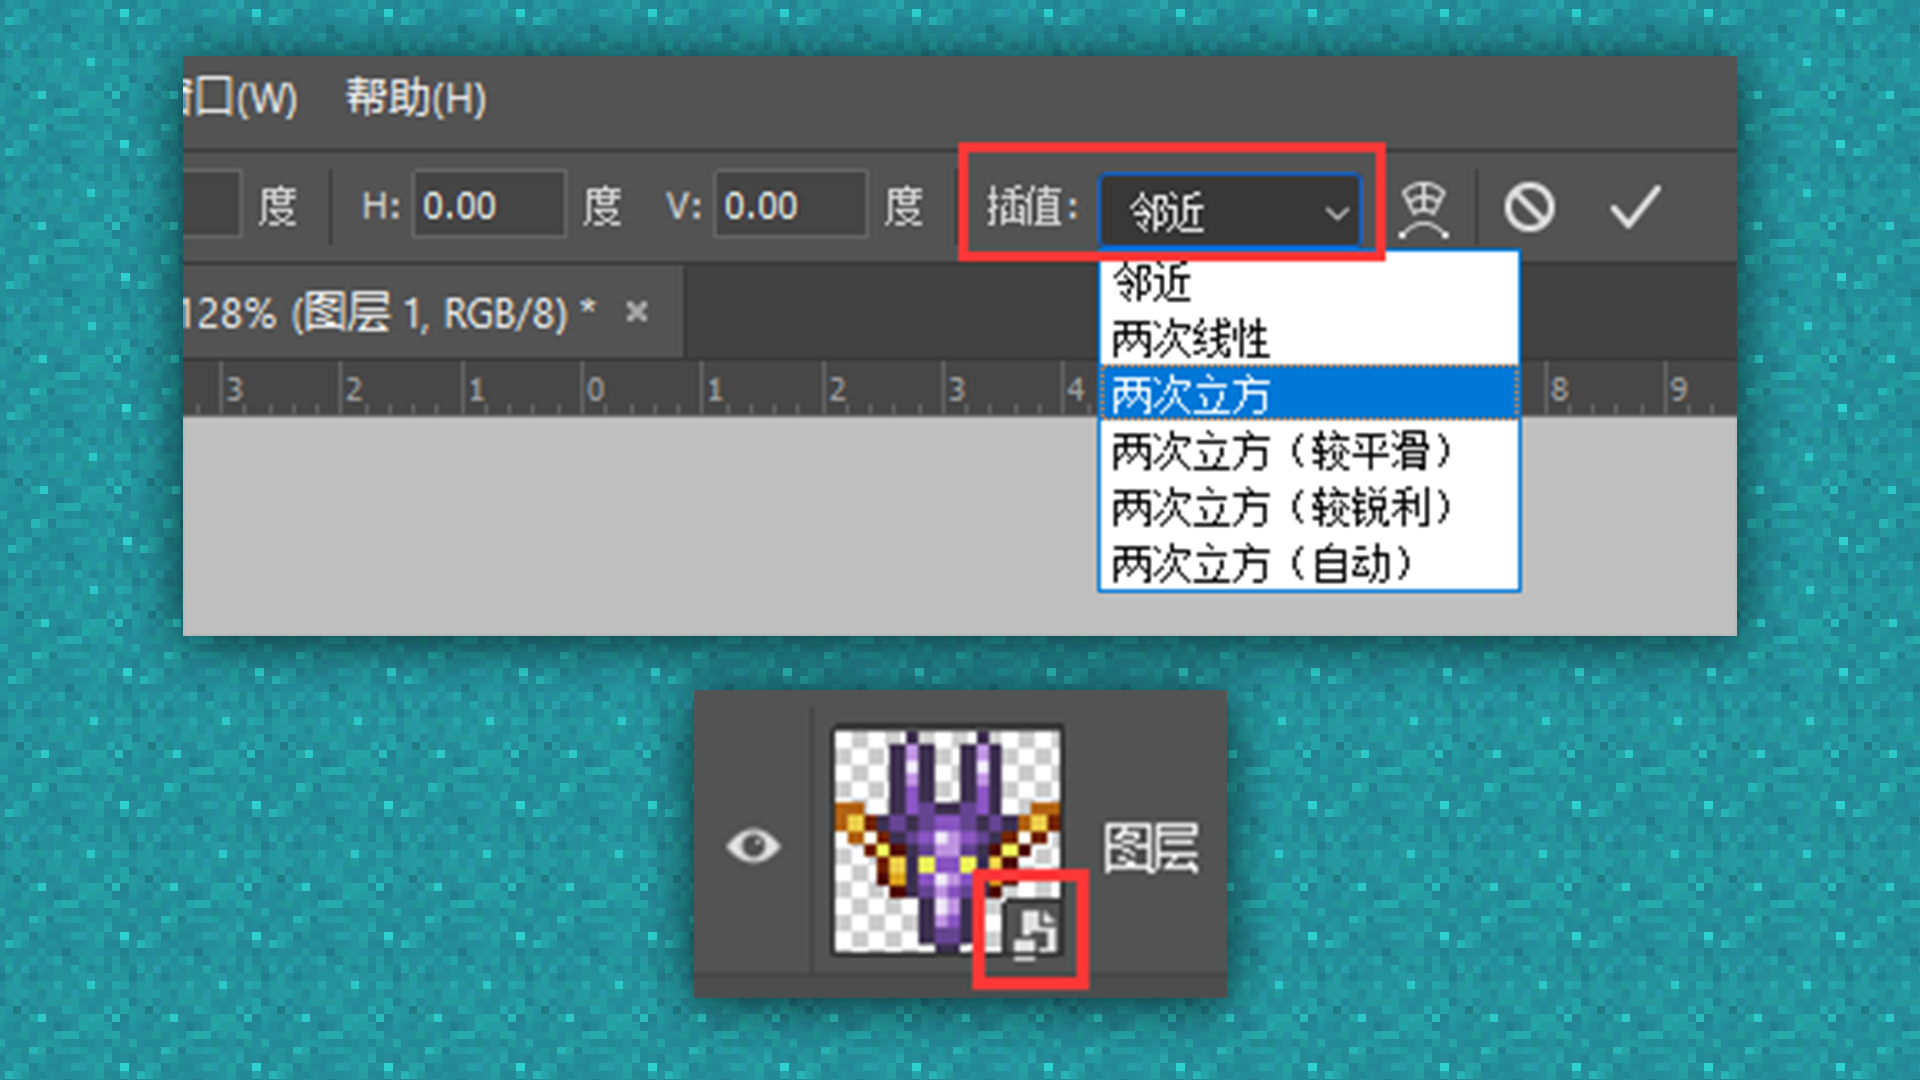 窗口(W) 帮助(H)
度 H: 0.00 度 V: 0.00 度 插值: 邻近
128% (图层 1, RGB/8) * ×
3 2 1 0 1 2 3 4 8 9
邻近
两次线性
两次立方
两次立方（较平滑）
两次立方（较锐利）
两次立方（自动）
图层